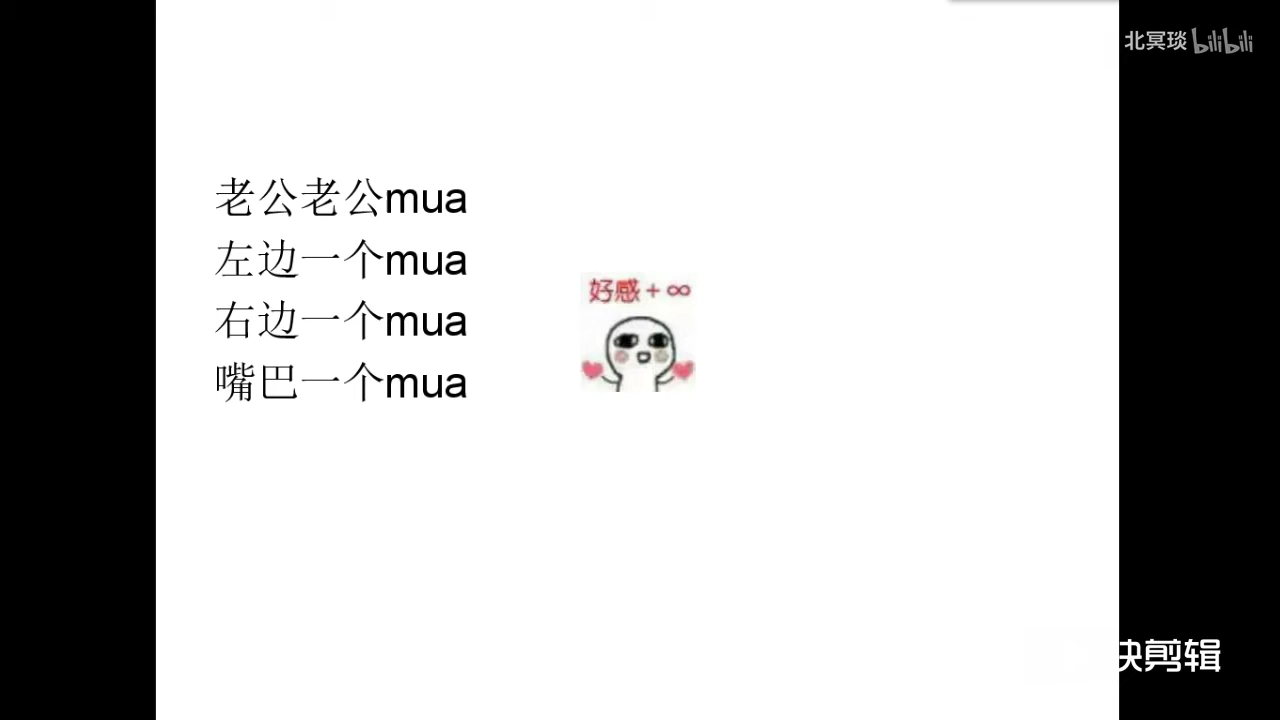 北冥琰 bilibili
老公老公mua
左边一个mua
右边一个mua
嘴巴一个mua
好感+∞
快剪辑